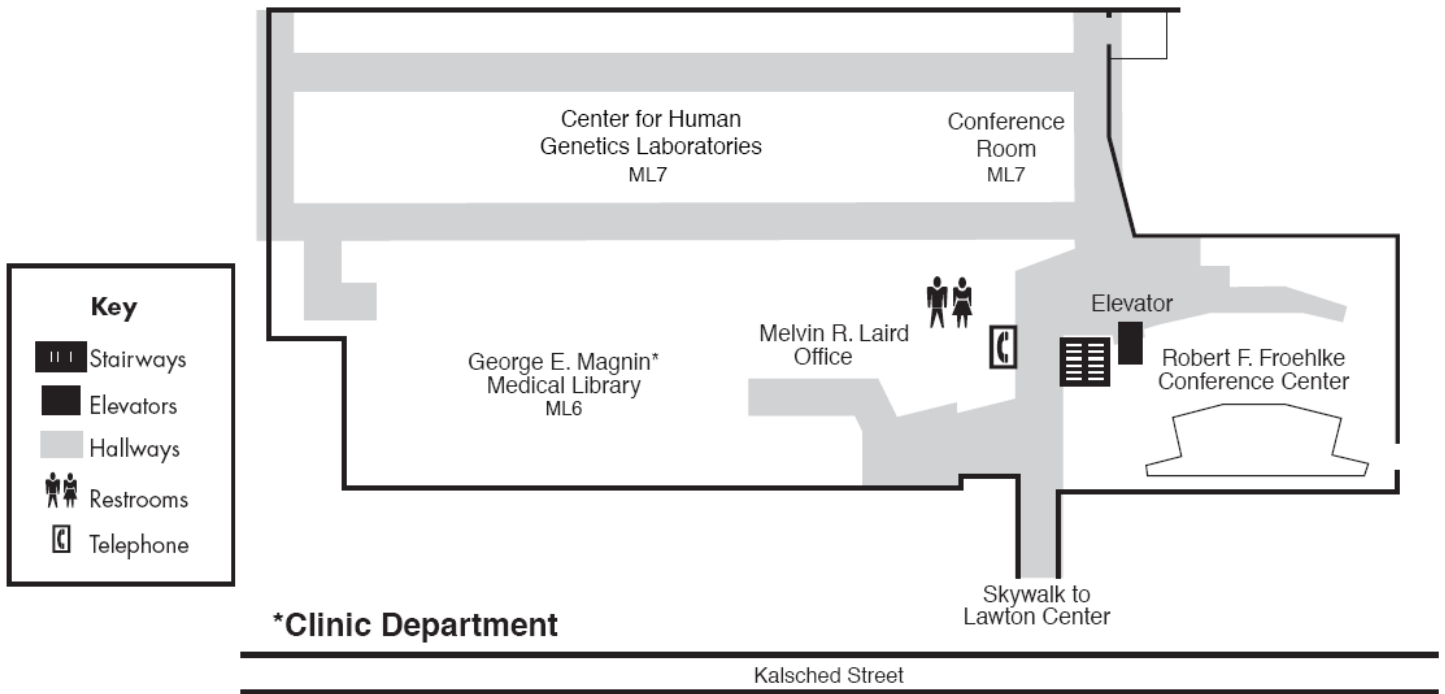 Center for Human
Genetics Laboratories
ML7
Conference
Room
ML7
Key
Stairways
Elevators
Hallways
Restrooms
Telephone
George E. Magnin*
Medical Library
ML6
Melvin R. Laird
Office
Elevator
Robert F. Froehlke
Conference Center
Skywalk to
Lawton Center
*Clinic Department
Kalsched Street